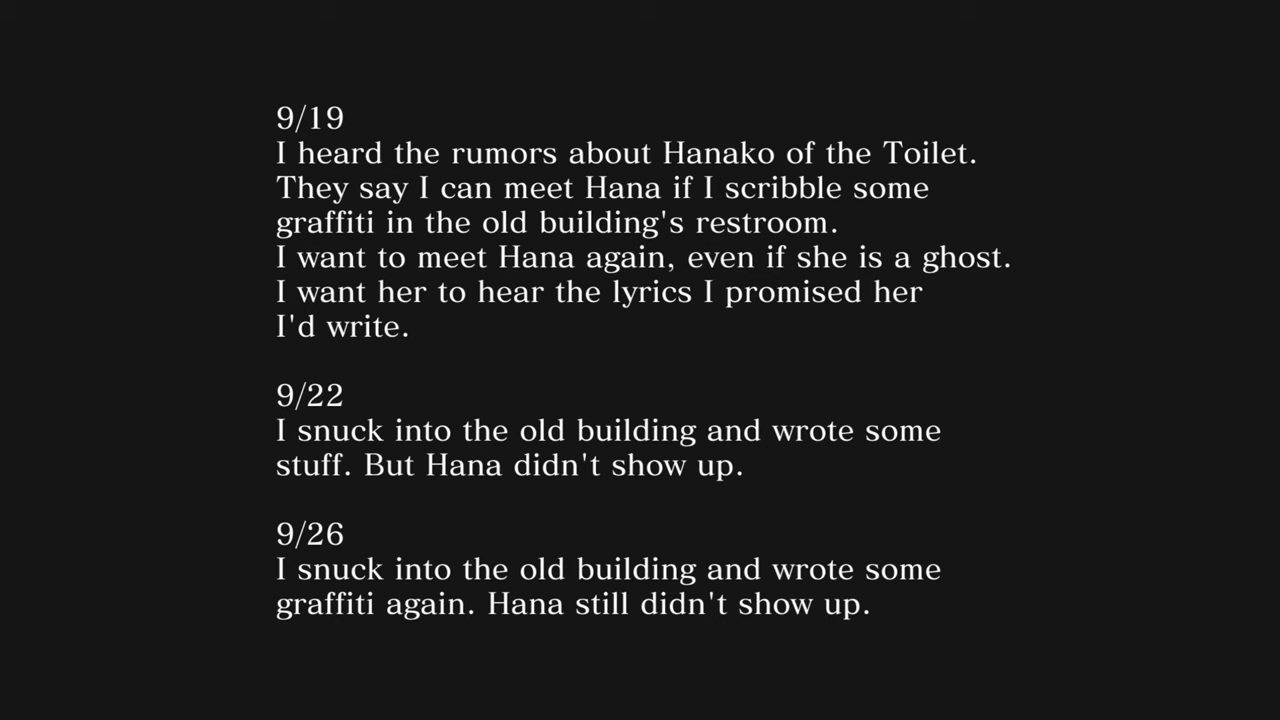 9/19
I heard the rumors about Hanako of the Toilet.
They say I can meet Hana if I scribble some
graffiti in the old building's restroom.
I want to meet Hana again, even if she is a ghost.
I want her to hear the lyrics I promised her
I'd write.
9/22
I snuck into the old building and wrote some
stuff. But Hana didn't show up.
9/26
I snuck into the old building and wrote some
graffiti again. Hana still didn't show up.